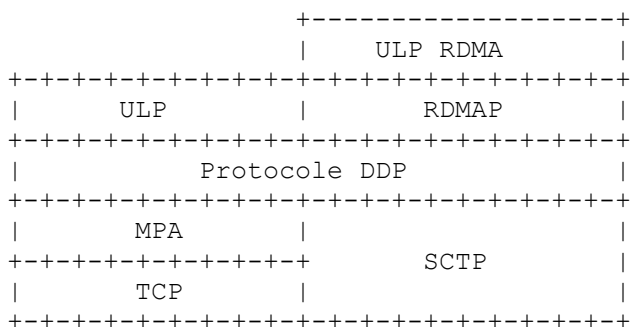 ULP RDMA
ULP RDMAP
Protocole DDP
MPA
SCTP
TCP